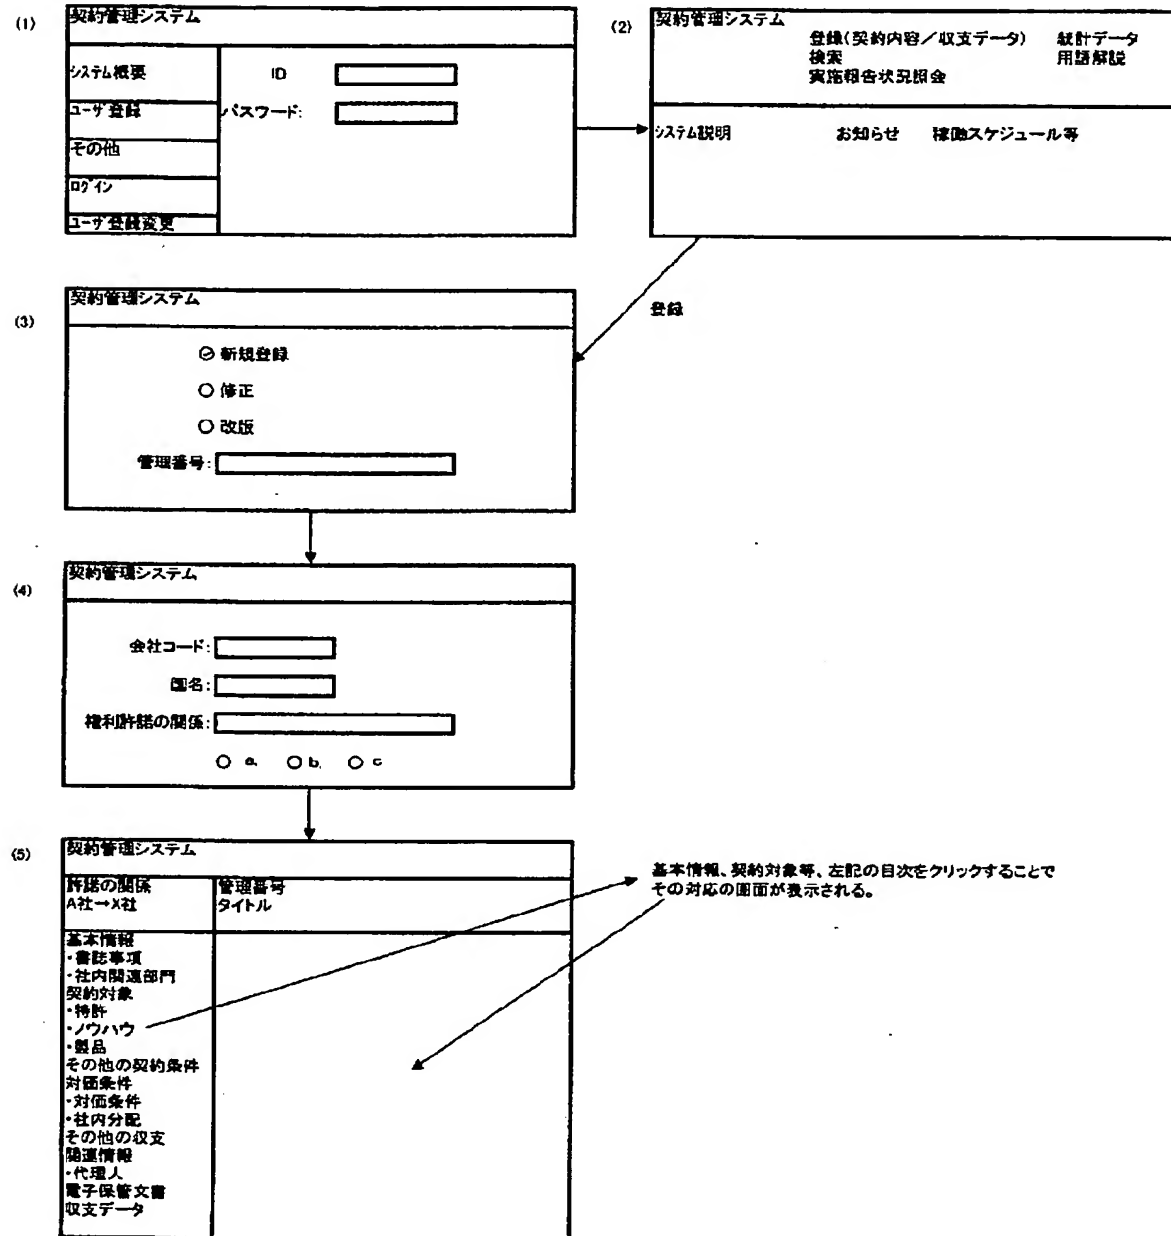 (1)
契約管理システム
システム概要
ID
ユーザ登録
パスワード:
その他
ログイン
ユーザ登録変更
(2)
契約管理システム
登録(契約内容/収支データ) 統計データ
検索 用語解説
実施報告状況照会
システム説明 お知らせ 稼働スケジュール等
登録
(3)
契約管理システム
新規登録
修正
改版
管理番号:
(4)
契約管理システム
会社コード:
国名:
権利許諾の関係:
a. b. c
(5)
契約管理システム
許諾の関係 管理番号
A社→X社 タイトル
基本情報
・書誌事項
・社内関連部門
契約対象
・特許
・ノウハウ
・製品
その他の契約条件
対価条件
・対価条件
・社内分配
その他の収支
関連情報
・代理人
電子保管文書
収支データ
基本情報、契約対象等、左記の目次をクリックすることで
その対応の画面が表示される。